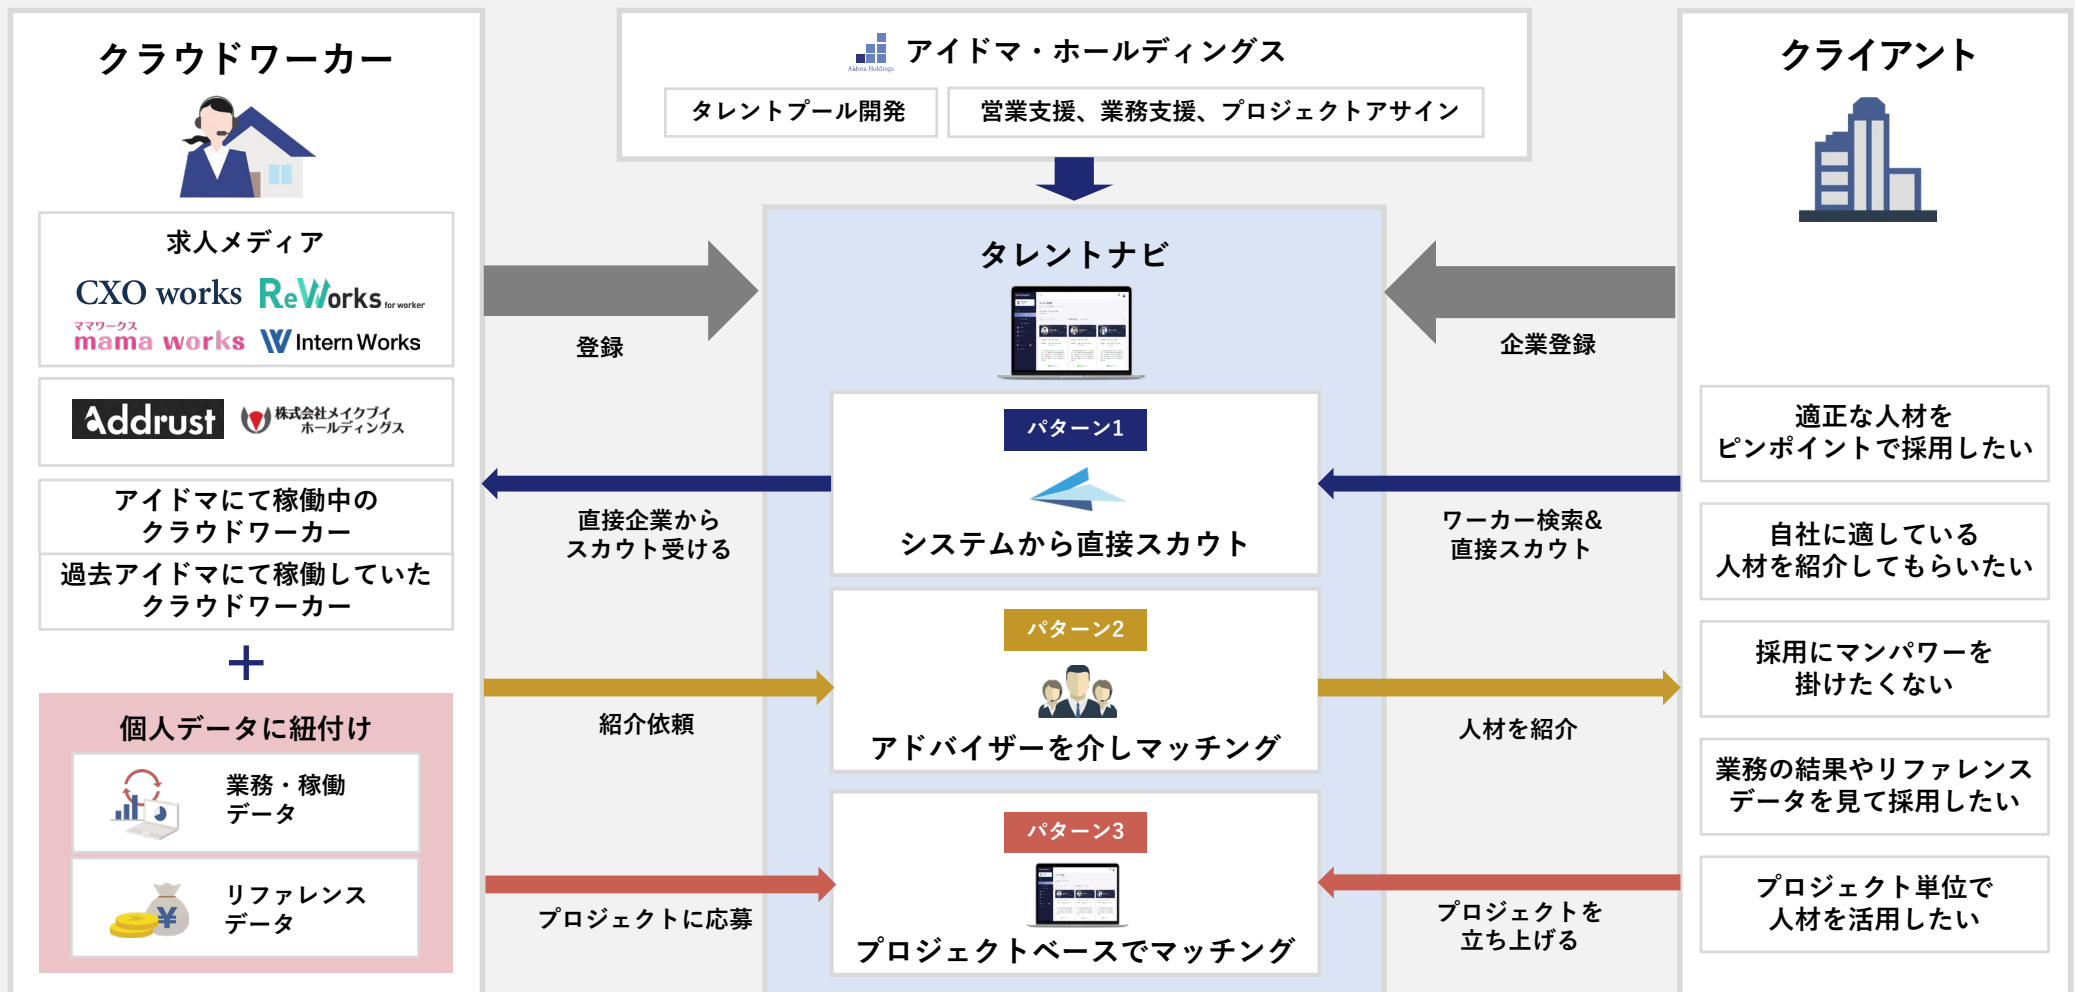 クラウドワーカー
求人メディア
CXO works
ReWorks for worker
ママワークス
mama works
Intern Works
Addrust
株式会社メイクブイ
ホールディングス
アイドマにて稼働中の
クラウドワーカー
過去アイドマにて稼働していた
クラウドワーカー
+
個人データに紐付け
業務・稼働
データ
リファレンス
データ
アイドマ・ホールディングス
Aidma Holdings
タレントプール開発
営業支援、業務支援、プロジェクトアサイン
登録
直接企業から
スカウト受ける
紹介依頼
プロジェクトに応募
タレントナビ
パターン1
システムから直接スカウト
パターン2
アドバイザーを介しマッチング
パターン3
プロジェクトベースでマッチング
企業登録
ワーカー検索&
直接スカウト
人材を紹介
プロジェクトを
立ち上げる
クライアント
適正な人材を
ピンポイントで採用したい
自社に適している
人材を紹介してもらいたい
採用にマンパワーを
掛けたくない
業務の結果やリファレンス
データを見て採用したい
プロジェクト単位で
人材を活用したい